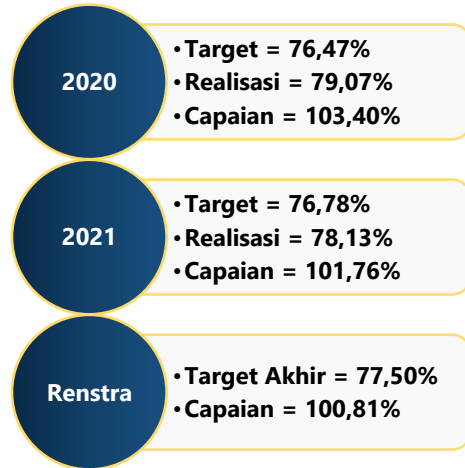 2020
• Target = 76,47%
• Realisasi = 79,07%
• Capaian = 103,40%
2021
• Target = 76,78%
• Realisasi = 78,13%
• Capaian = 101,76%
Renstra
• Target Akhir = 77,50%
• Capaian = 100,81%